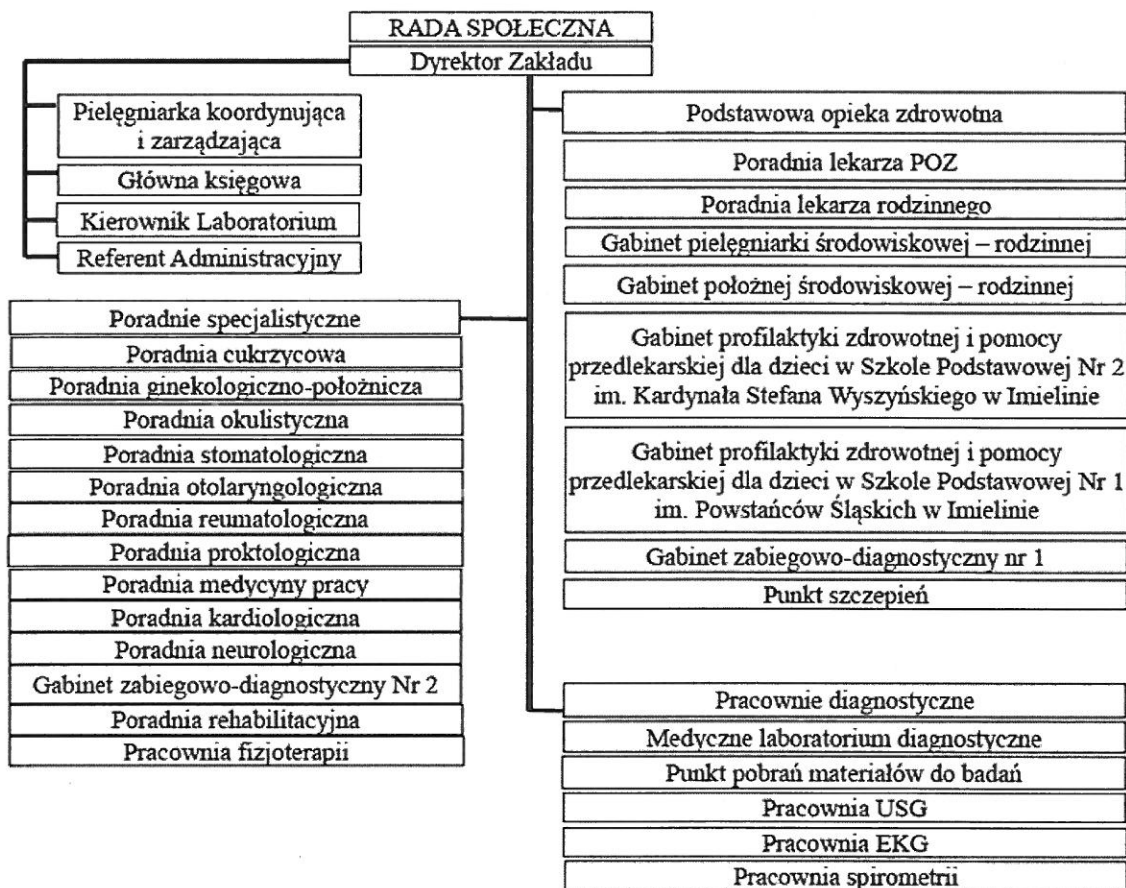 RADA SPOŁECZNA
Dyrektor Zakładu
Pielęgniarka koordynująca
i zarządzająca
Główna księgowa
Kierownik Laboratorium
Referent Administracyjny
Poradnie specjalistyczne
Poradnia cukrzycowa
Poradnia ginekologiczno-położnicza
Poradnia okulistyczna
Poradnia stomatologiczna
Poradnia otolaryngologiczna
Poradnia reumatologiczna
Poradnia proktologiczna
Poradnia medycyny pracy
Poradnia kardiologiczna
Poradnia neurologiczna
Gabinet zabiegowo-diagnostyczny Nr 2
Poradnia rehabilitacyjna
Pracownia fizjoterapii
Podstawowa opieka zdrowotna
Poradnia lekarza POZ
Poradnia lekarza rodzinnego
Gabinet pielęgniarki środowiskowej – rodzinnej
Gabinet położnej środowiskowej – rodzinnej
Gabinet profilaktyki zdrowotnej i pomocy
przedlekarskiej dla dzieci w Szkole Podstawowej Nr 2
im. Kardynała Stefana Wyszyńskiego w Imielinie
Gabinet profilaktyki zdrowotnej i pomocy
przedlekarskiej dla dzieci w Szkole Podstawowej Nr 1
im. Powstańców Śląskich w Imielinie
Gabinet zabiegowo-diagnostyczny nr 1
Punkt szczepień
Pracownie diagnostyczne
Medyczne laboratorium diagnostyczne
Punkt pobrań materiałów do badań
Pracownia USG
Pracownia EKG
Pracownia spirometrii